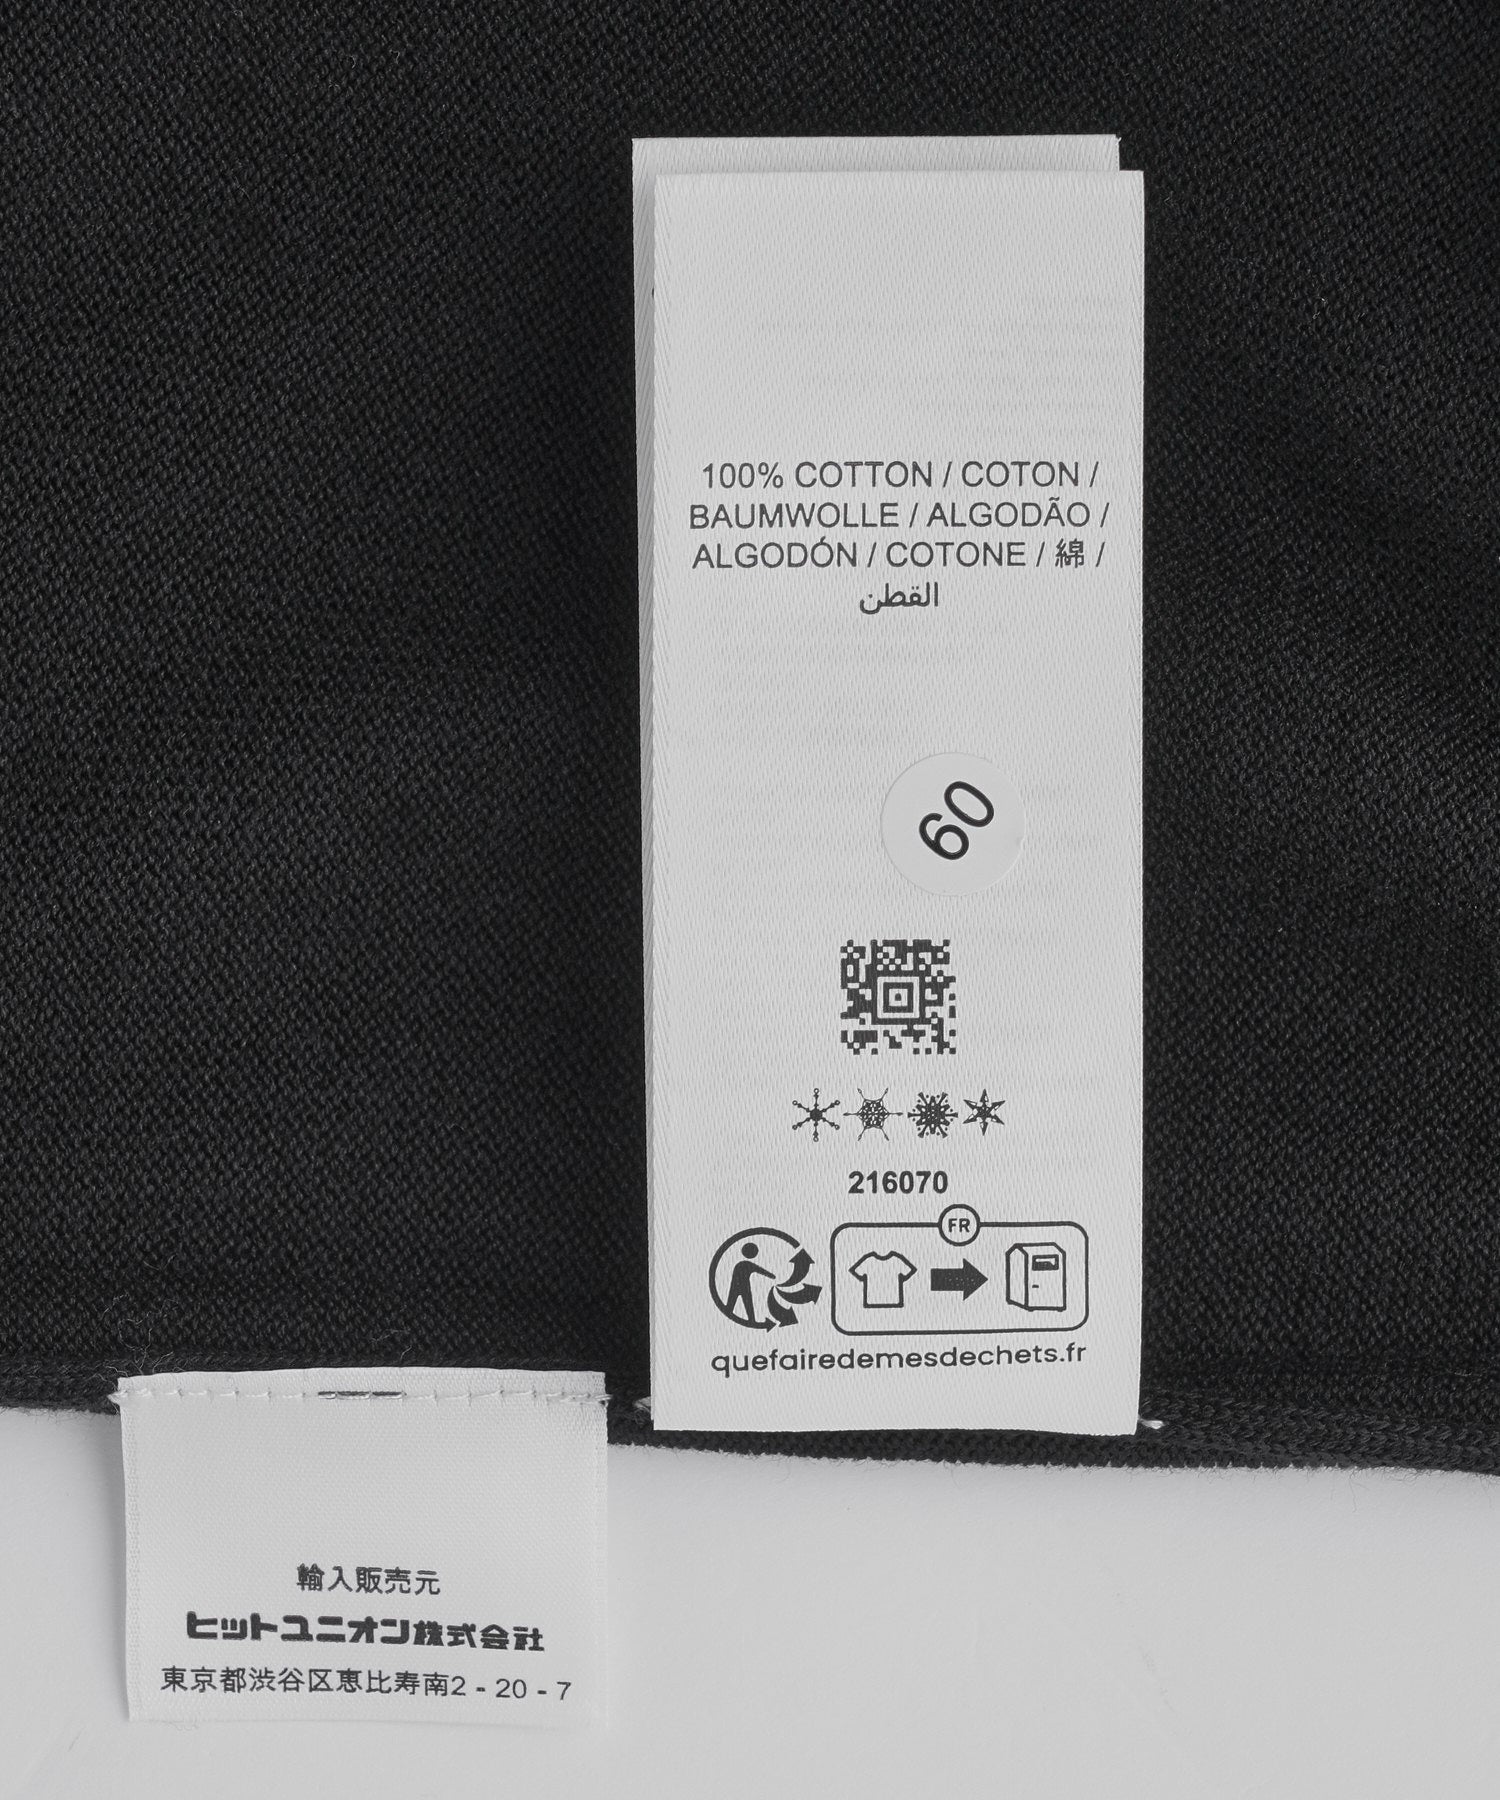 100% COTTON / COTON /
BAUMWOLLE / ALGODÃO /
ALGODÓN / COTONE / 綿 /
القطن
60
216070
FR
quefairedemesdechets.fr
輸入販売元
ヒットユニオン株式会社
東京都渋谷区恵比寿南2 - 20 - 7